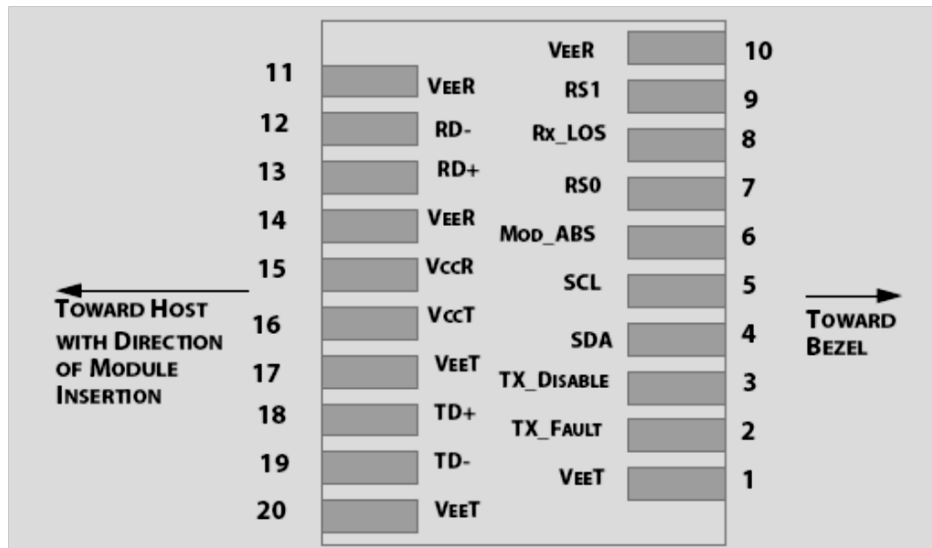 11 VEER
12 RD-
13 RD+
14 VEER
15 VCCR
16 VCCT
17 VEET
18 TD+
19 TD-
20 VEET
VEER 10
RS1 9
Rx_LOS 8
RS0 7
MOD_ABS 6
SCL 5
SDA 4
TX_DISABLE 3
TX_FAULT 2
VEET 1
TOWARD HOST
WITH DIRECTION
OF MODULE
INSERTION
TOWARD
BEZEL